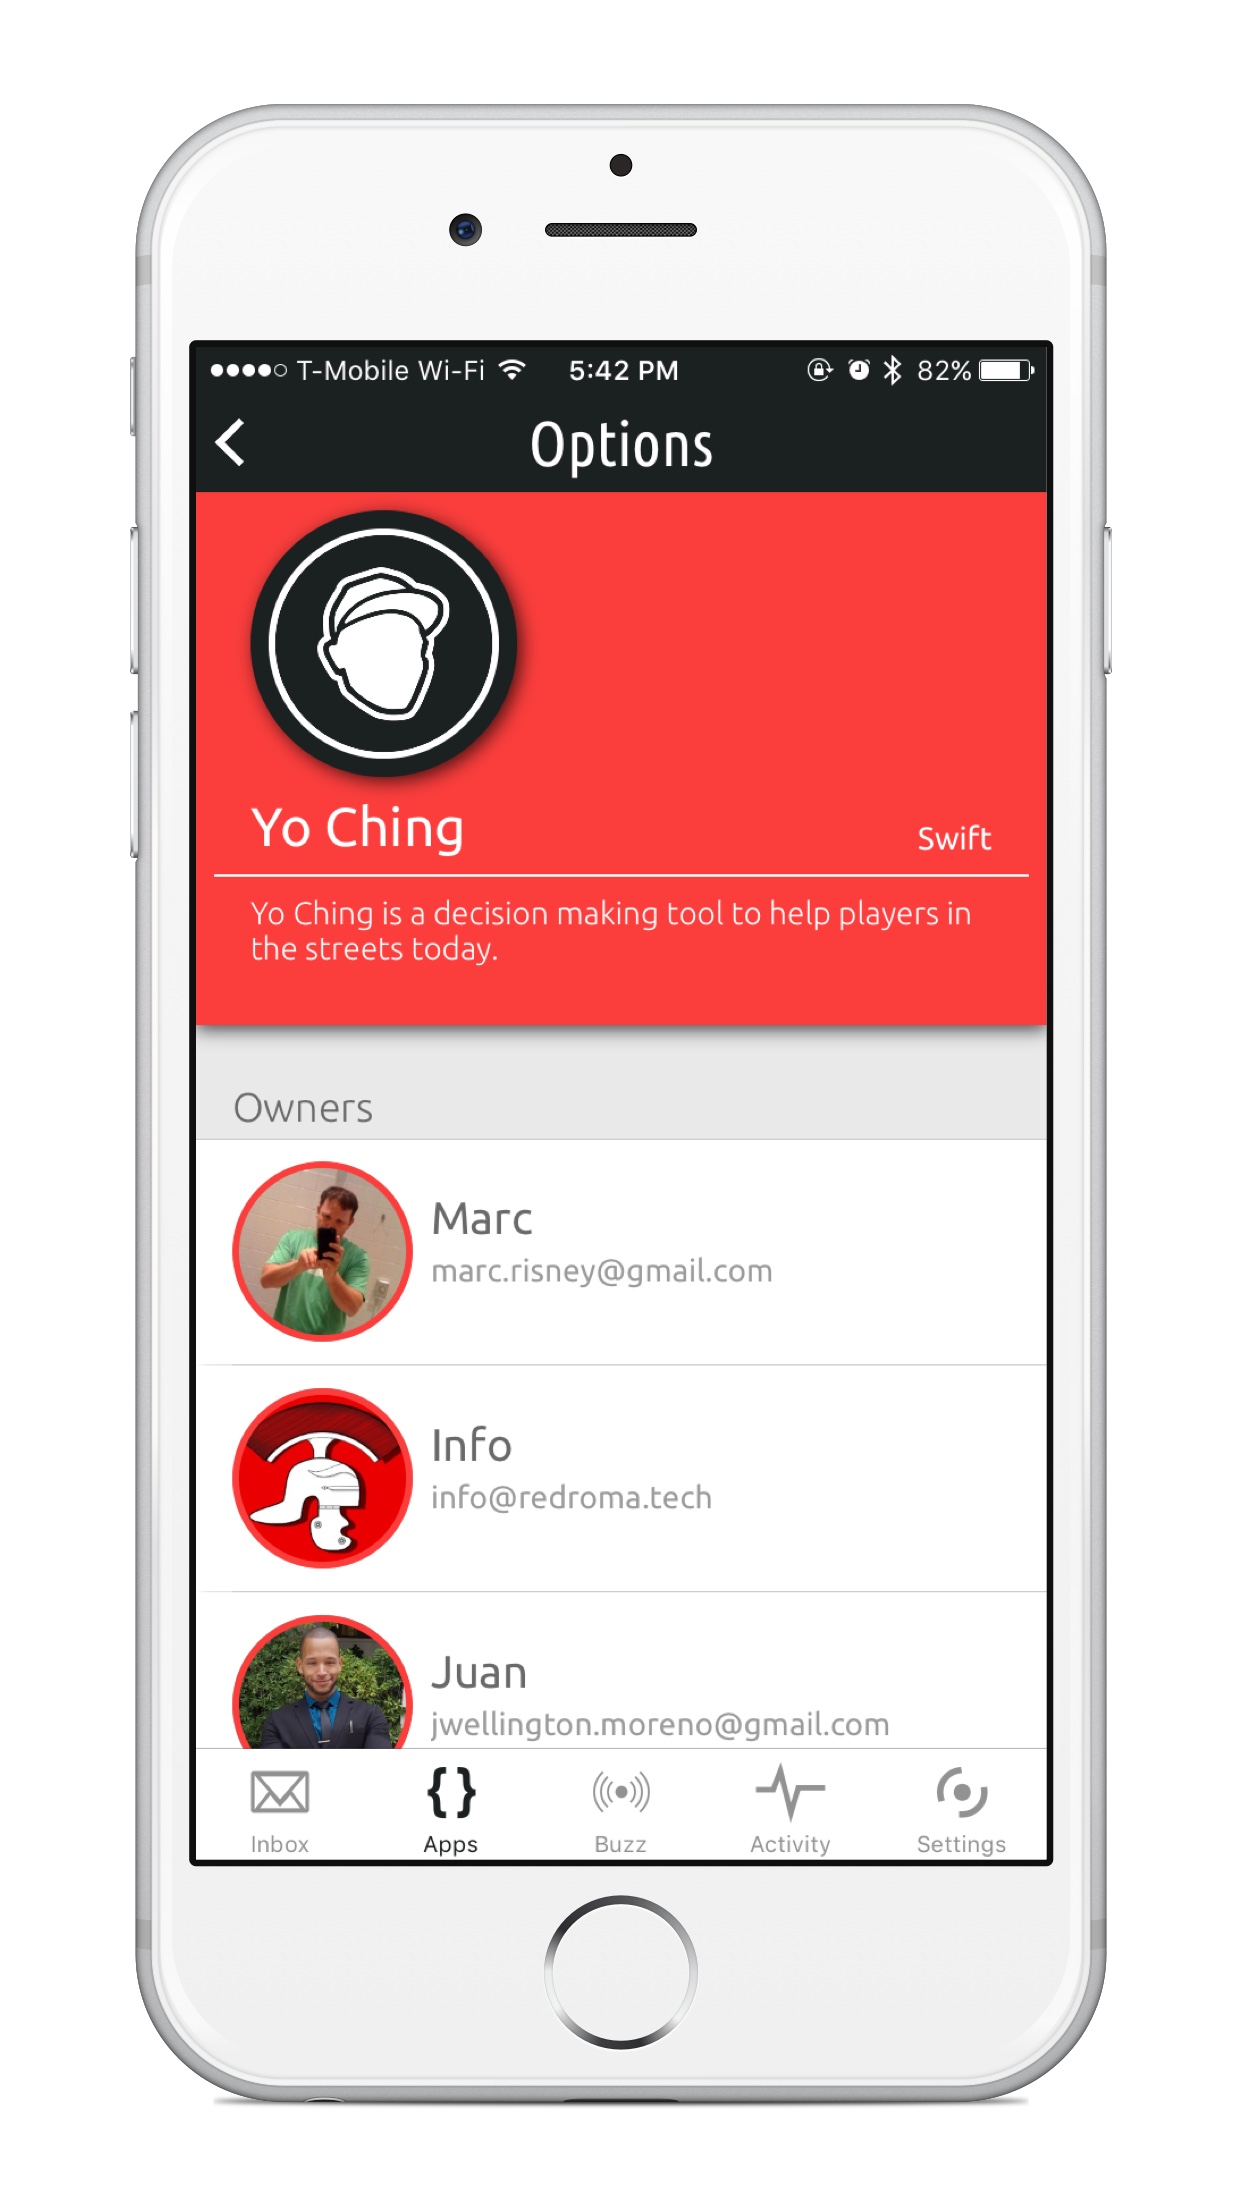 T-Mobile Wi-Fi 5:42 PM 82%
Options
Yo Ching
Swift
Yo Ching is a decision making tool to help players in
the streets today.
Owners
Marc
marc.risney@gmail.com
Info
info@redroma.tech
Juan
jwellington.moreno@gmail.com
Inbox Apps Buzz Activity Settings